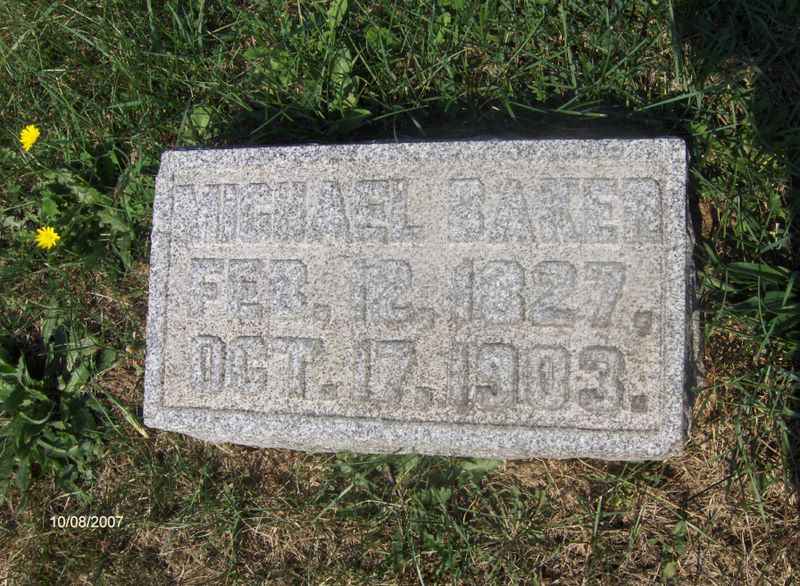 MICHAEL BAKER
FEB. 12, 1827,
OCT. 17, 1903.
10/08/2007